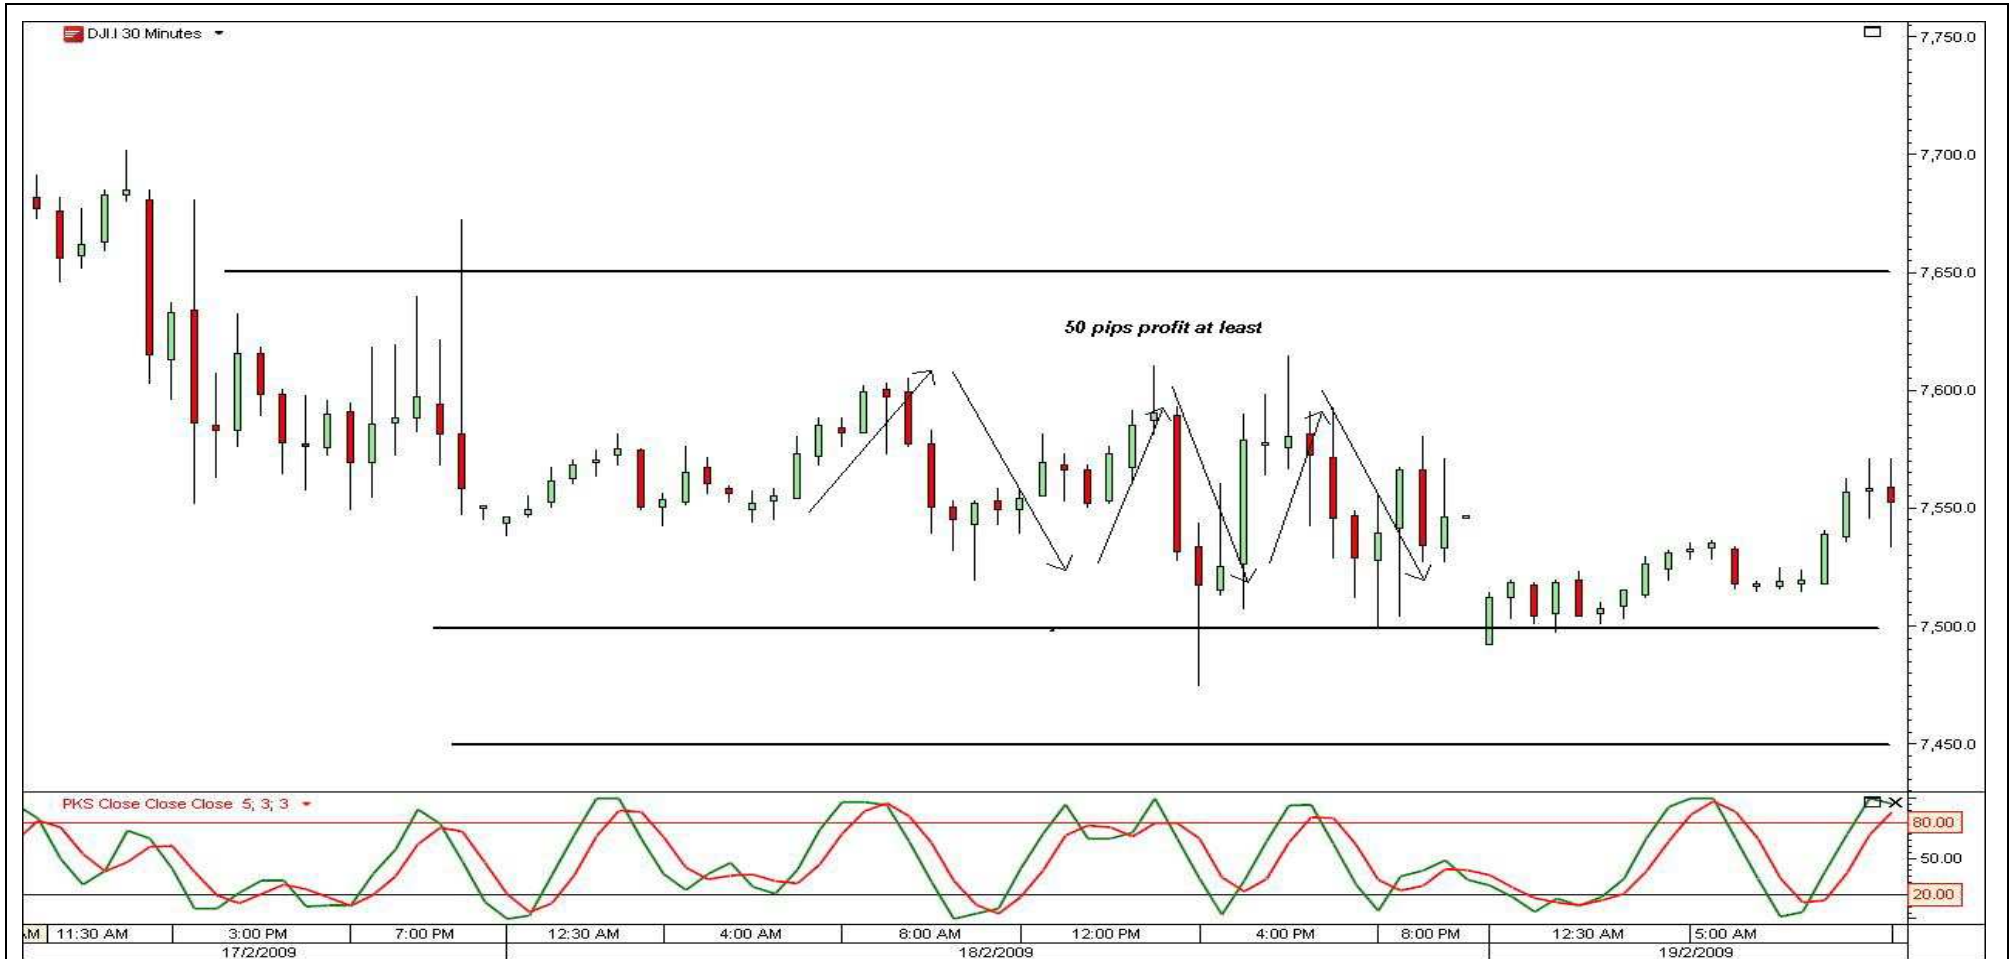 DJI.I 30 Minutes
7,750.0
7,700.0
7,650.0
50 pips profit at least
7,600.0
7,550.0
7,500.0
7,450.0
PKS Close Close Close 5; 3; 3
80.00
50.00
20.00
AM 11:30 AM 3:00 PM 7:00 PM 12:30 AM 4:00 AM 8:00 AM 12:00 PM 4:00 PM 8:00 PM 12:30 AM 5:00 AM
17/2/2009 18/2/2009 19/2/2009